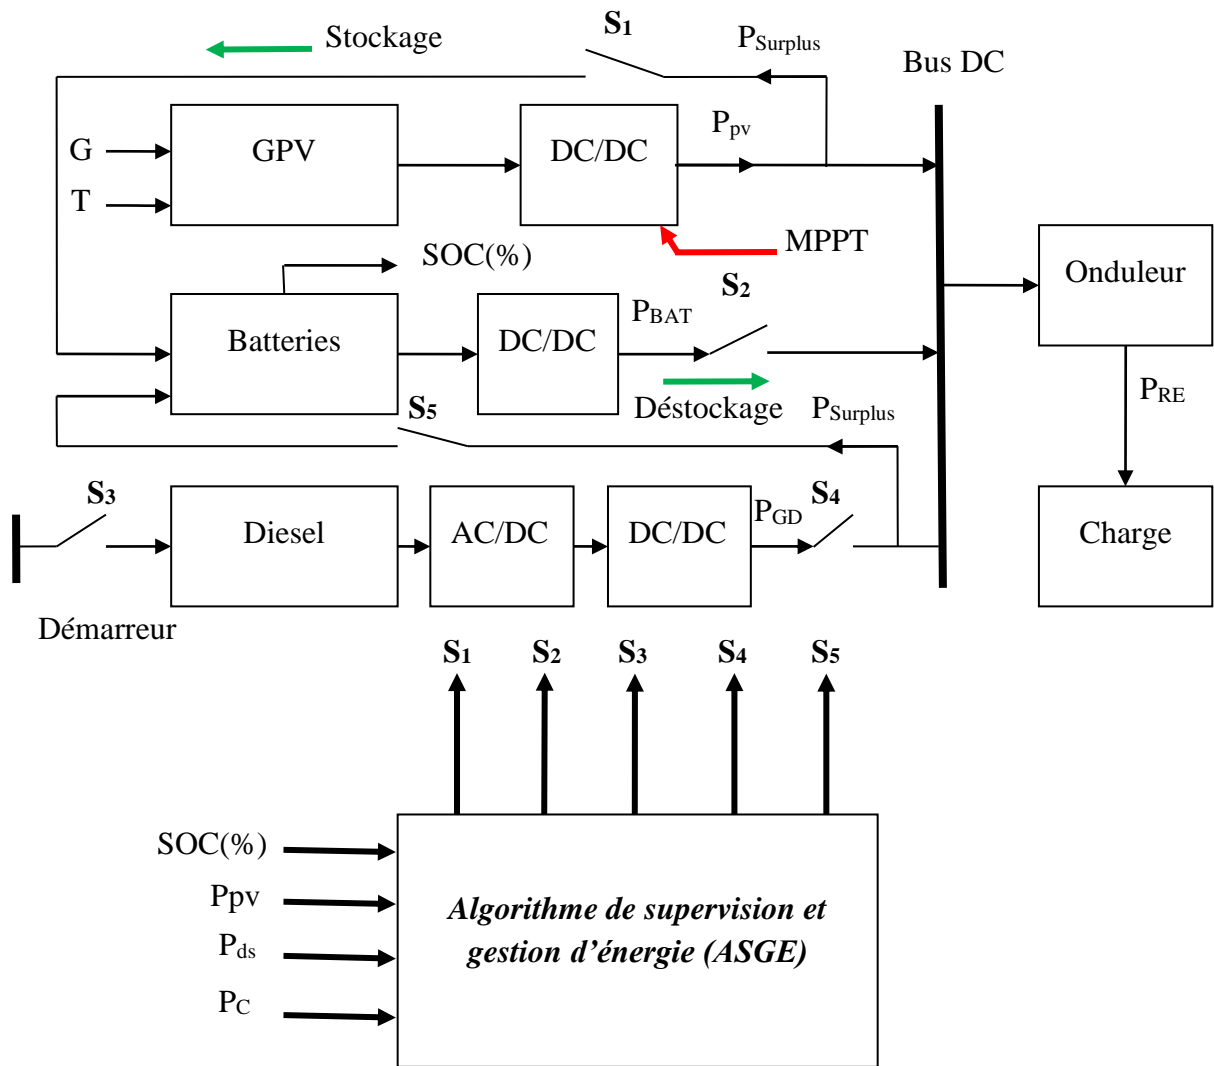 Stockage
S1
PSurplus
Bus DC
G
T
GPV
DC/DC
Ppv
MPPT
SOC(%)
Onduleur
Batteries
DC/DC
PBAT
S2
Déstockage
PRE
S5
PSurplus
S3
Diesel
AC/DC
DC/DC
PGD
S4
Charge
Démarreur
S1 S2 S3 S4 S5
SOC(%)
Ppv
Pds
PC
Algorithme de supervision et
gestion d’énergie (ASGE)